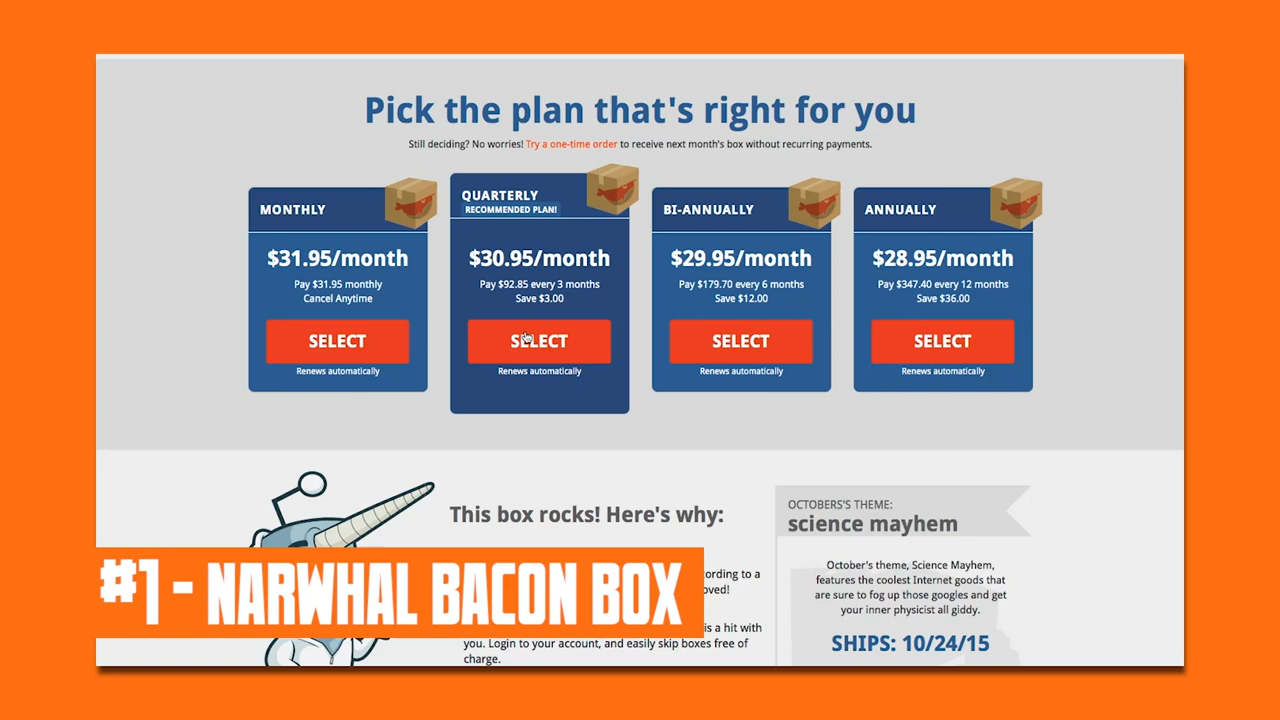 Pick the plan that's right for you
Still deciding? No worries! Try a one-time order to receive next month's box without recurring payments.
MONTHLY
$31.95/month
Pay $31.95 monthly
Cancel Anytime
SELECT
Renews automatically
QUARTERLY
RECOMMENDED PLAN!
$30.95/month
Pay $92.85 every 3 months
Save $3.00
SELECT
Renews automatically
BI-ANNUALLY
$29.95/month
Pay $179.70 every 6 months
Save $12.00
SELECT
Renews automatically
ANNUALLY
$28.95/month
Pay $347.40 every 12 months
Save $36.00
SELECT
Renews automatically
This box rocks! Here's why:
to a
is a hit with
you. Login to your account, and easily skip boxes free of
charge.
OCTOBERS'S THEME:
science mayhem
October's theme, Science Mayhem,
features the coolest Internet goods that
are sure to fog up those googles and get
your inner physicist all giddy.
SHIPS: 10/24/15
#1 - NARWHAL BACON BOX